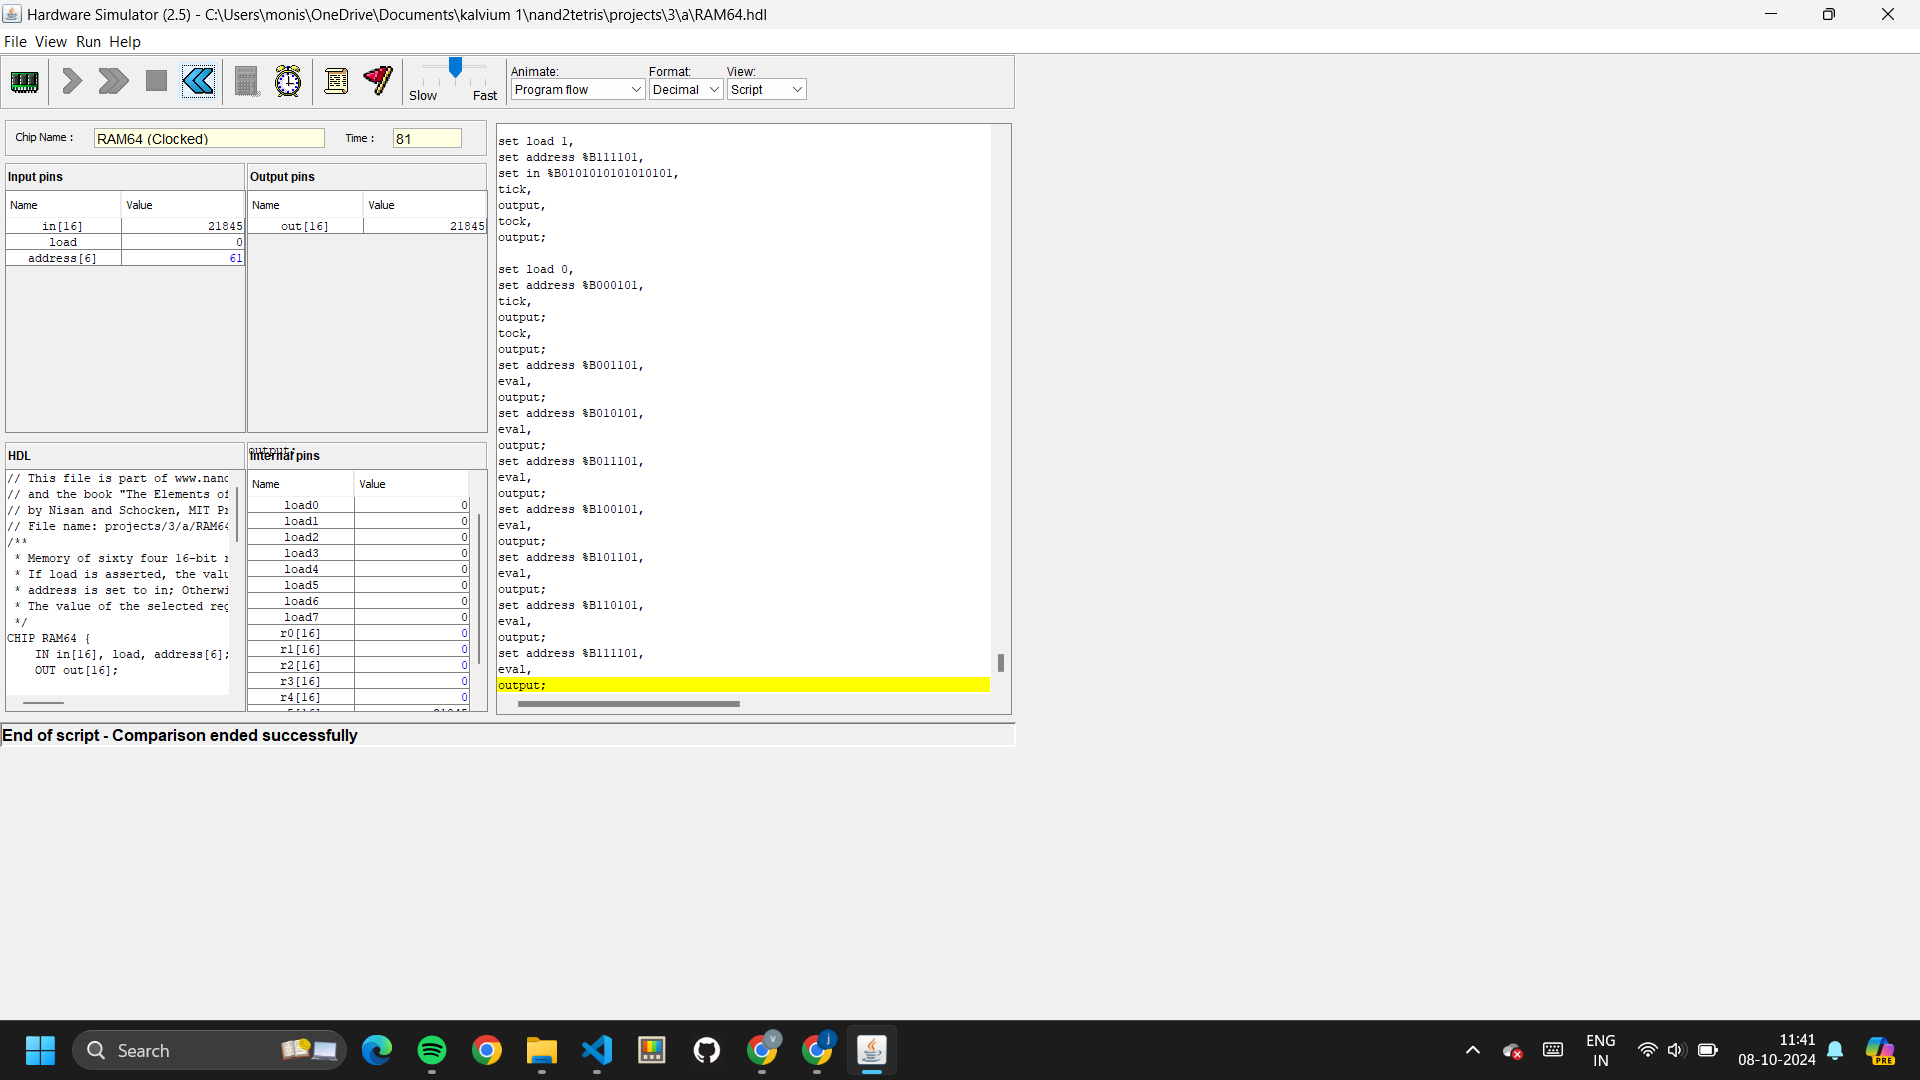 Hardware Simulator (2.5) - C:\Users\monis\OneDrive\Documents\kalvium 1\nand2tetris\projects\3\a\RAM64.hdl
File View Run Help
Slow Fast
Animate: Format: View:
Program flow Decimal Script
Chip Name : RAM64 (Clocked) Time : 81
Input pins
Name Value
in[16] 21845
load 0
address[6] 61
Output pins
Name Value
out[16] 21845
HDL
// This file is part of www.nand
// and the book "The Elements of
// by Nisan and Schocken, MIT Pr
// File name: projects/3/a/RAM64
/**
* Memory of sixty four 16-bit r
* If load is asserted, the valu
* address is set to in; Otherwi
* The value of the selected reg
*/
CHIP RAM64 {
IN in[16], load, address[6];
OUT out[16];
output;
Internal pins
Name Value
load0 0
load1 0
load2 0
load3 0
load4 0
load5 0
load6 0
load7 0
r0[16] 0
r1[16] 0
r2[16] 0
r3[16] 0
r4[16] 0
set load 1,
set address %B111101,
set in %B0101010101010101,
tick,
output,
tock,
output;
set load 0,
set address %B000101,
tick,
output;
tock,
output;
set address %B001101,
eval,
output;
set address %B010101,
eval,
output;
set address %B011101,
eval,
output;
set address %B100101,
eval,
output;
set address %B101101,
eval,
output;
set address %B110101,
eval,
output;
set address %B111101,
eval,
output;
End of script - Comparison ended successfully
Search
ENG
IN
11:41
08-10-2024
PRE